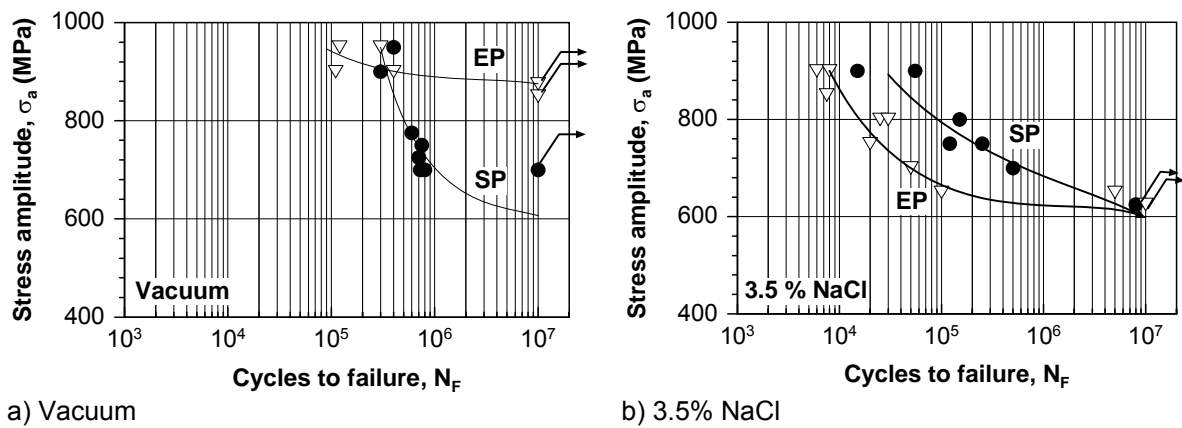 1000
800
600
400
Stress amplitude, σa (MPa)
EP
SP
Vacuum
10³ 10⁴ 10⁵ 10⁶ 10⁷
Cycles to failure, NF
a) Vacuum
1000
800
600
400
Stress amplitude, σa (MPa)
SP
EP
3.5 % NaCl
10³ 10⁴ 10⁵ 10⁶ 10⁷
Cycles to failure, NF
b) 3.5% NaCl